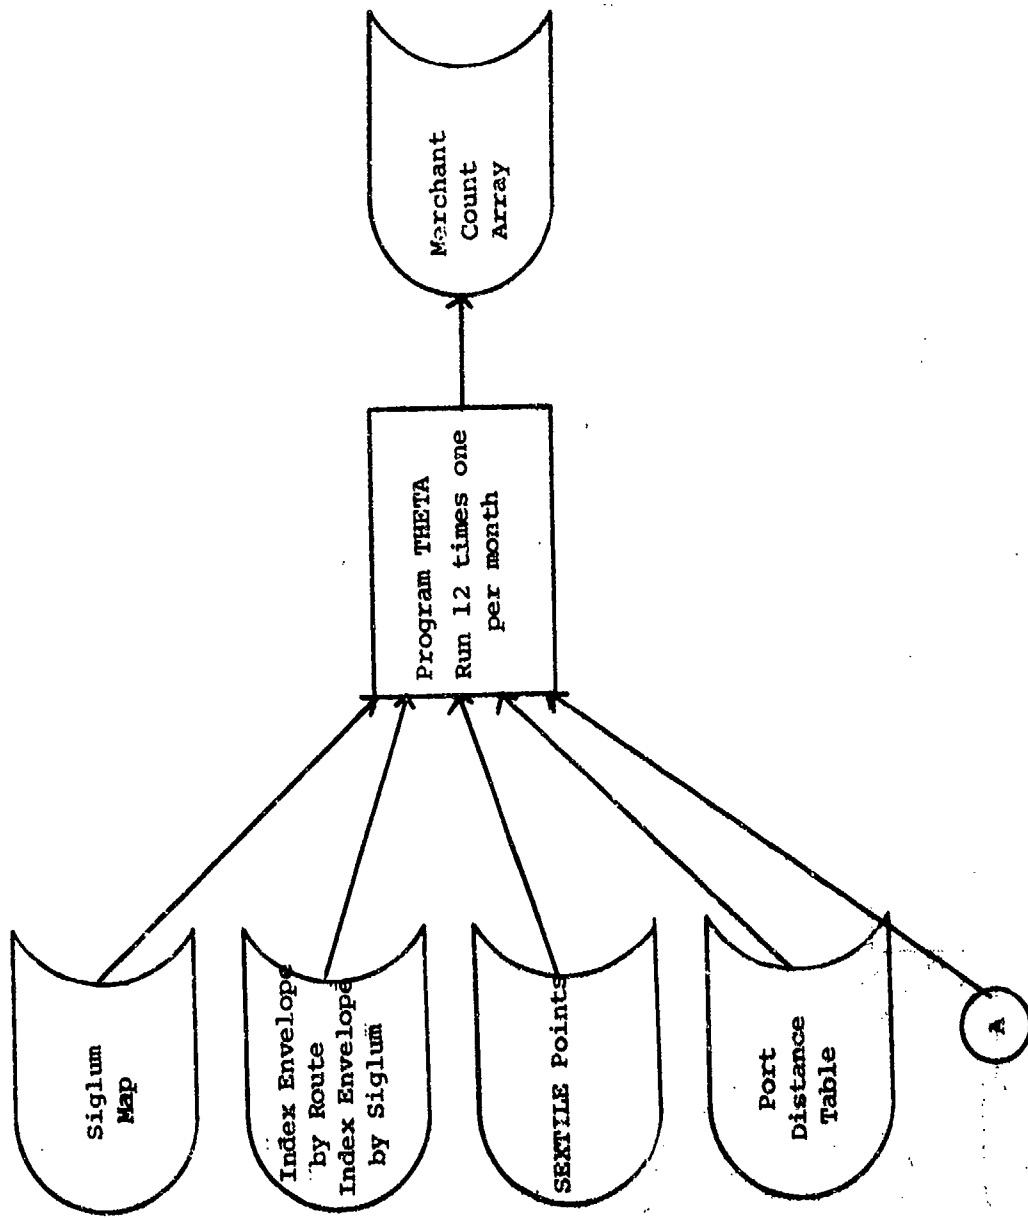 Siglum
Map
Index Envelope
by Route
Index Envelope
by Siglum
SEXTILE Points
Port
Distance
Table
A
Program THETA
Run 12 times one
per month
Merchant
Count
Array